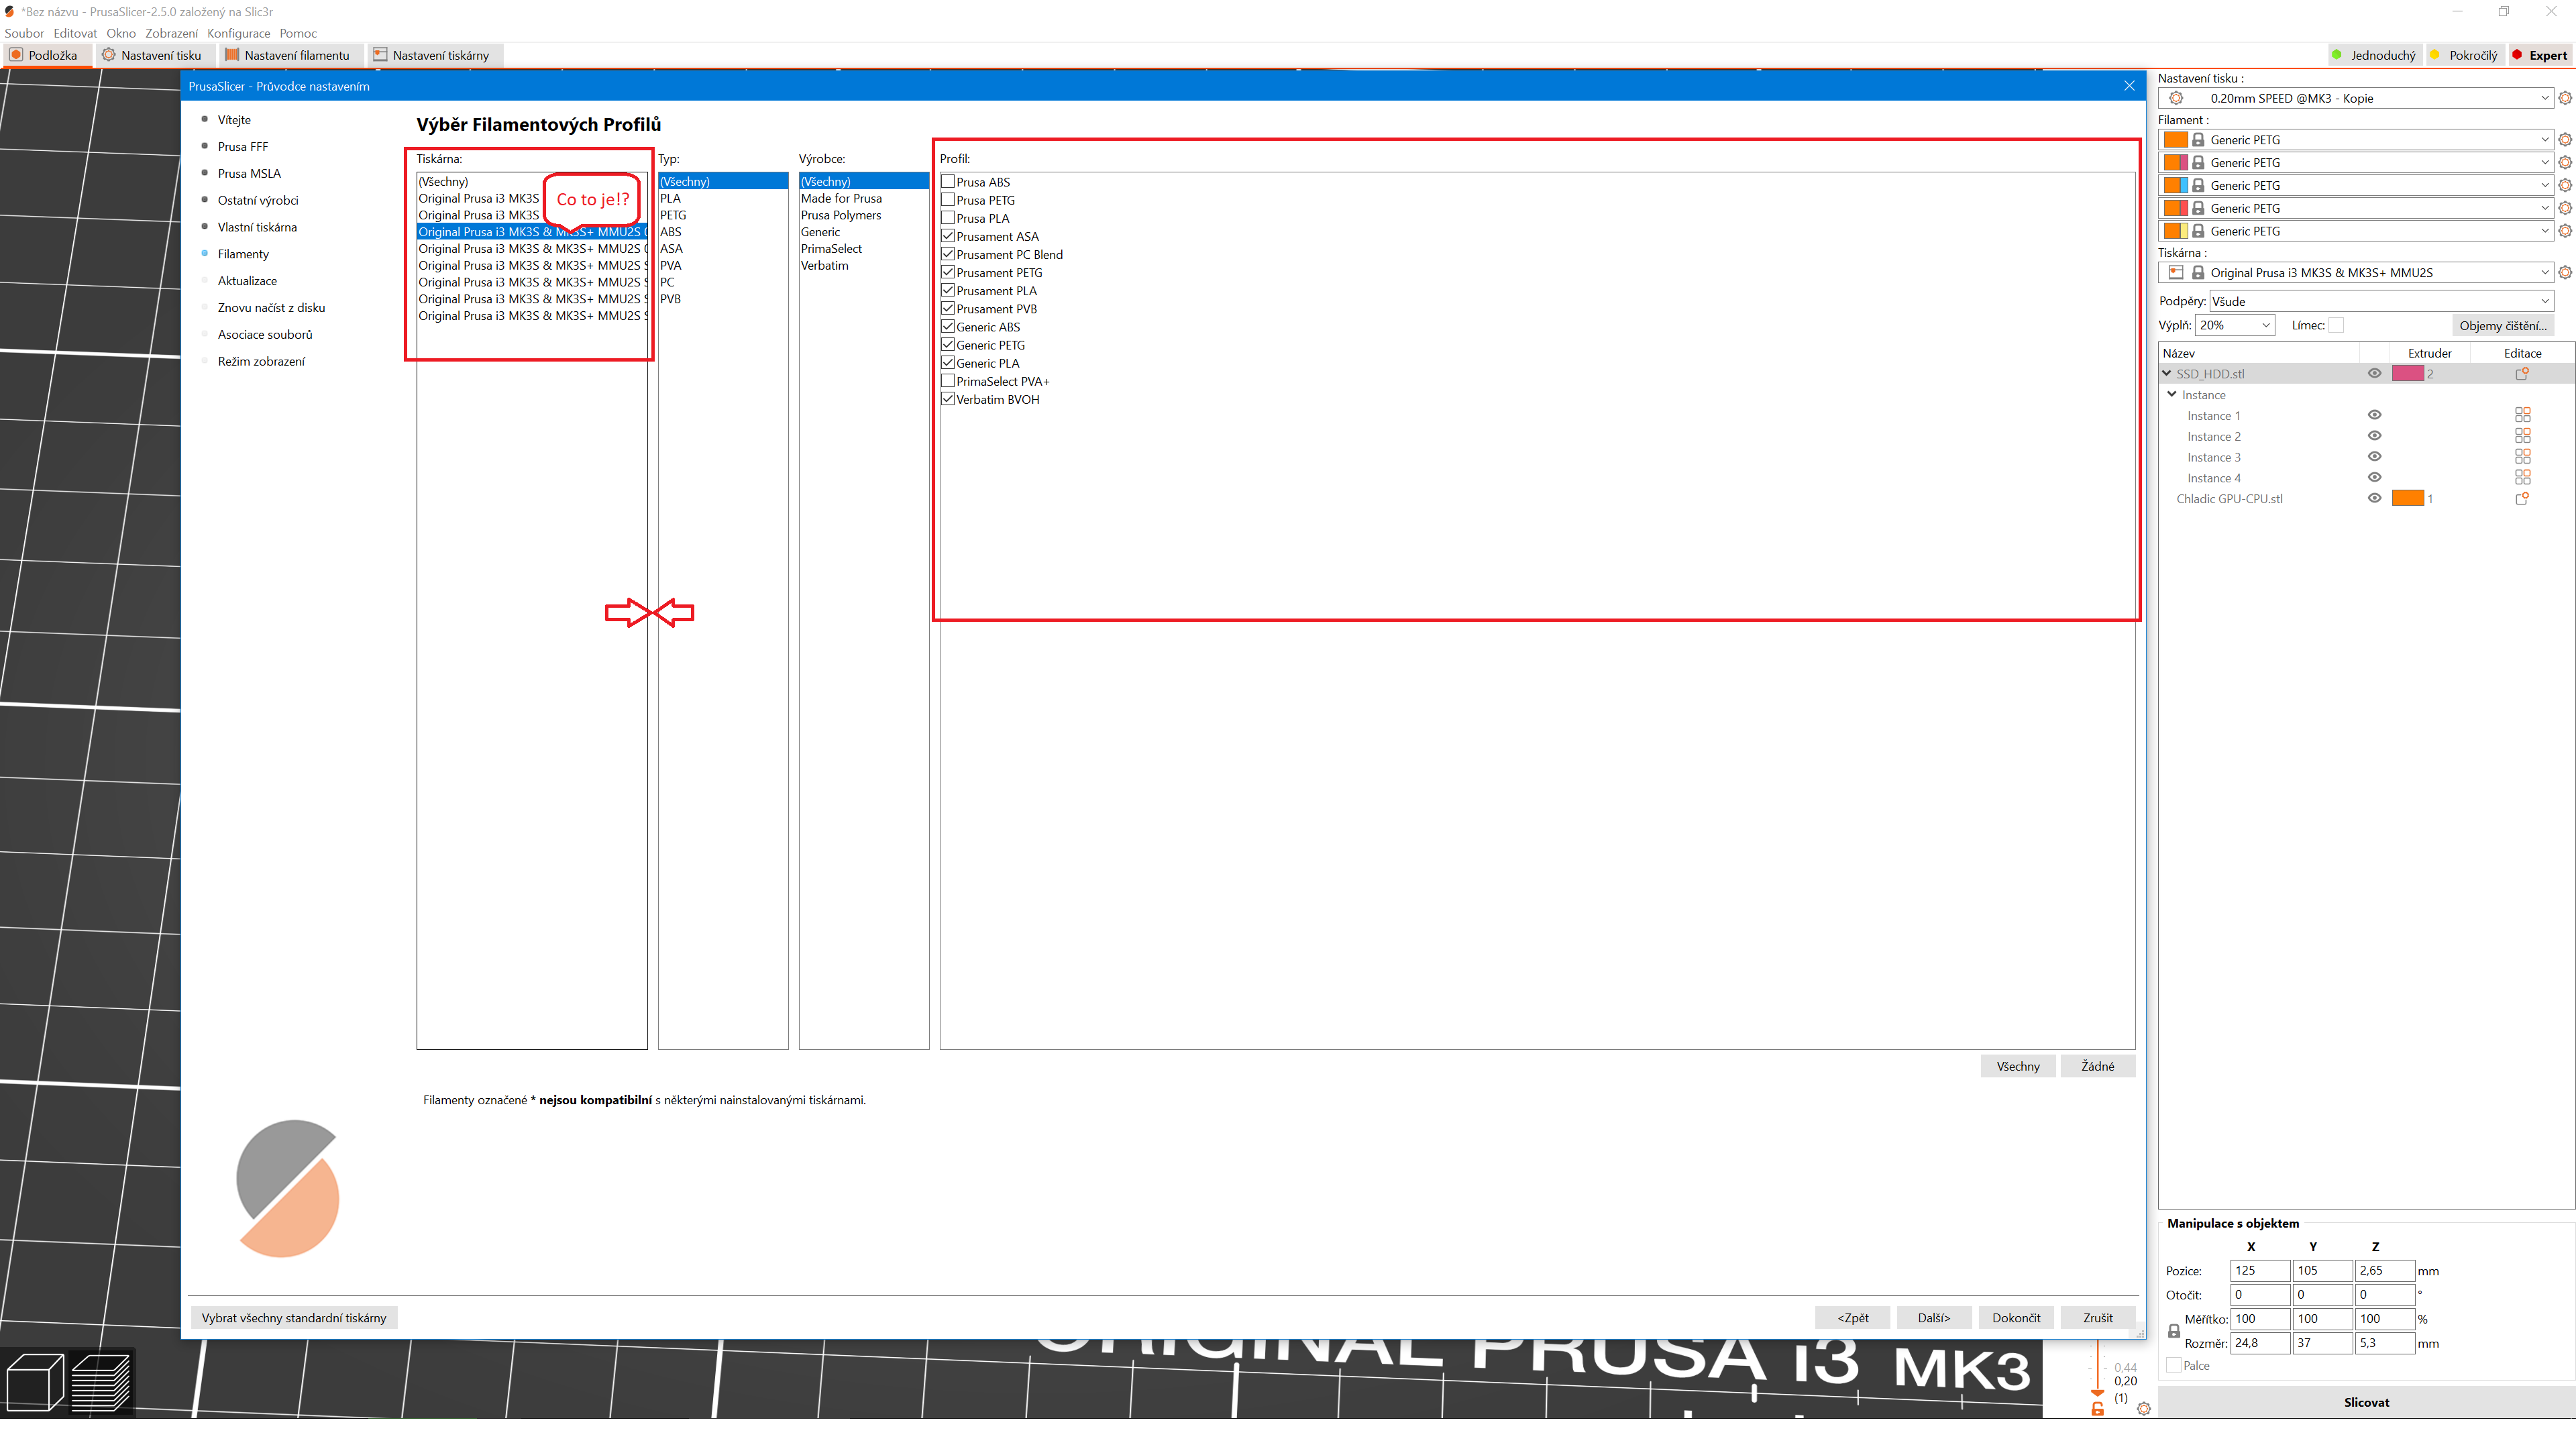 *Bez názvu - PrusaSlicer-2.5.0 založený na Slic3r
Soubor Editovat Okno Zobrazení Konfigurace Pomoc
Podložka Nastavení tisku Nastavení filamentu Nastavení tiskárny Jednoduchý Pokročilý Expert
PrusaSlicer - Průvodce nastavením
Vítejte
Prusa FFF
Prusa MSLA
Ostatní výrobci
Vlastní tiskárna
Filamenty
Aktualizace
Znovu načíst z disku
Asociace souborů
Režim zobrazení
Výběr Filamentových Profilů
Tiskárna:
(Všechny)
Original Prusa i3 MK3S
Original Prusa i3 MK3S
Original Prusa i3 MK3S & MK3S+ MMU2S
Original Prusa i3 MK3S & MK3S+ MMU2S
Original Prusa i3 MK3S & MK3S+ MMU2S S
Original Prusa i3 MK3S & MK3S+ MMU2S S
Original Prusa i3 MK3S & MK3S+ MMU2S S
Original Prusa i3 MK3S & MK3S+ MMU2S S
Co to je!?
Typ:
(Všechny)
PLA
PETG
ABS
ASA
PVA
PC
PVB
Výrobce:
(Všechny)
Made for Prusa
Prusa Polymers
Generic
PrimaSelect
Verbatim
Profil:
Prusa ABS
Prusa PETG
Prusa PLA
Prusament ASA
Prusament PC Blend
Prusament PETG
Prusament PLA
Prusament PVB
Generic ABS
Generic PETG
Generic PLA
PrimaSelect PVA+
Verbatim BVOH
Všechny Žádné
Filamenty označené * nejsou kompatibilní s některými nainstalovanými tiskárnami.
Vybrat všechny standardní tiskárny <Zpět Další> Dokončit Zrušit
ORIGINAL PRUSA i3 MK3
0,44
0,20
(1)
Nastavení tisku :
0.20mm SPEED @MK3 - Kopie
Filament :
Generic PETG
Generic PETG
Generic PETG
Generic PETG
Generic PETG
Tiskárna :
Original Prusa i3 MK3S & MK3S+ MMU2S
Podpěry: Všude
Výplň: 20% Límec: Objemy čištění...
Název Extruder Editace
SSD_HDD.stl 2
Instance
Instance 1
Instance 2
Instance 3
Instance 4
Chladic GPU-CPU.stl 1
Manipulace s objektem
X Y Z
Pozice: 125 105 2,65 mm
Otočit: 0 0 0 °
Měřítko: 100 100 100 %
Rozměr: 24,8 37 5,3 mm
Palce
Slicovat